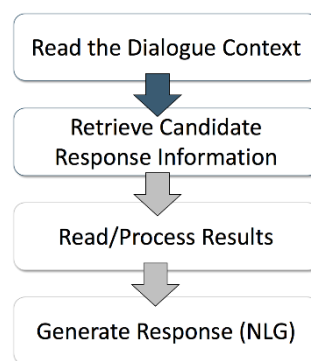 Read the Dialogue Context
Retrieve Candidate
Response Information
Read/Process Results
Generate Response (NLG)